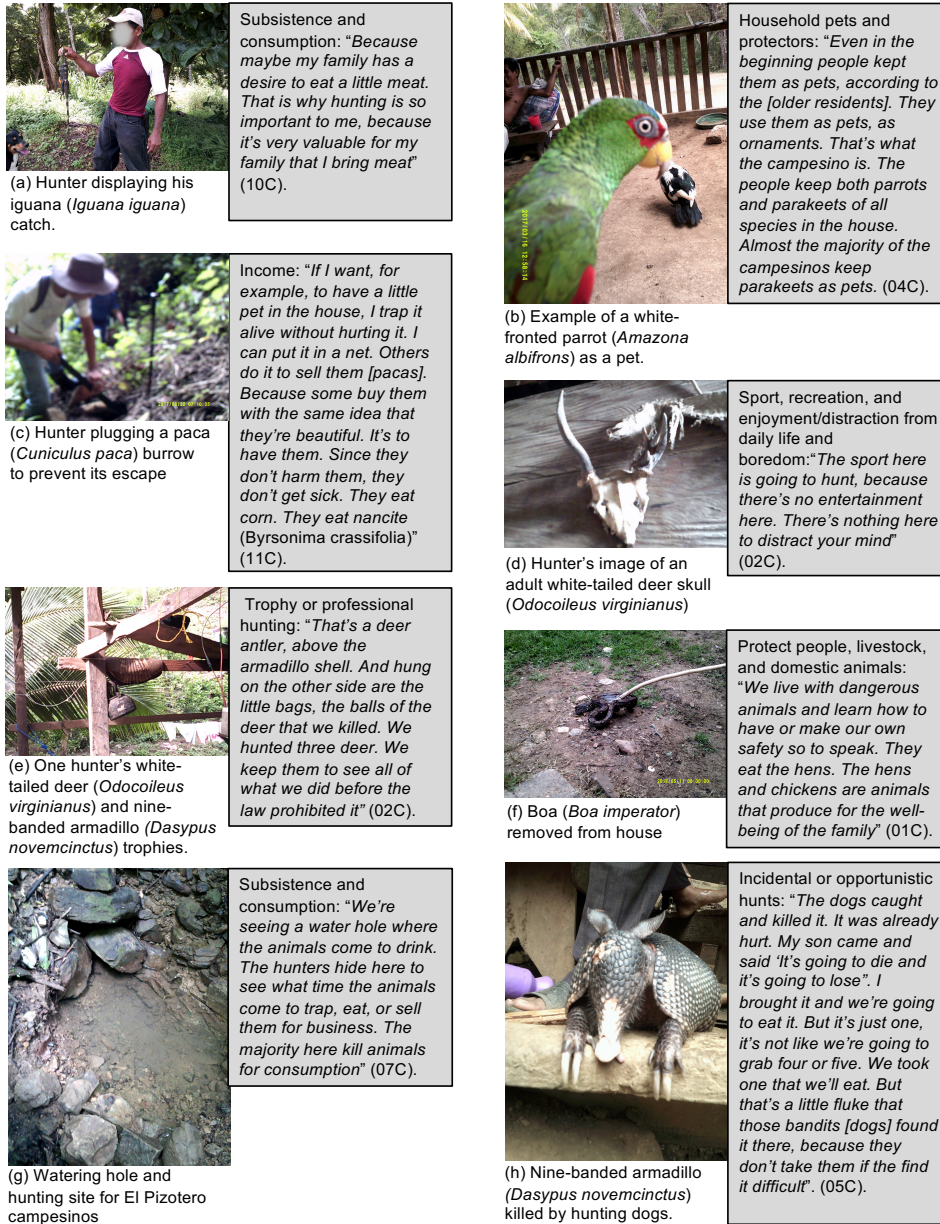 Subsistence and
consumption: “Because
maybe my family has a
desire to eat a little meat.
That is why hunting is so
important to me, because
it’s very valuable for my
family that I bring meat”
(10C).
(a) Hunter displaying his
iguana (Iguana iguana)
catch.
Household pets and
protectors: “Even in the
beginning people kept
them as pets, according to
the [older residents]. They
use them as pets, as
ornaments. That’s what
the campesino is. The
people keep both parrots
and parakeets of all
species in the house.
Almost the majority of the
campesinos keep
parakeets as pets. (04C).
2017/03/16 12:58:14
(b) Example of a white-
fronted parrot (Amazona
albifrons) as a pet.
Income: “If I want, for
example, to have a little
pet in the house, I trap it
alive without hurting it. I
can put it in a net. Others
do it to sell them [pacas].
Because some buy them
with the same idea that
they’re beautiful. It’s to
have them. Since they
don’t harm them, they
don’t get sick. They eat
corn. They eat nancite
(Byrsonima crassifolia)”
(11C).
(c) Hunter plugging a paca
(Cuniculus paca) burrow
to prevent its escape
Sport, recreation, and
enjoyment/distraction from
daily life and
boredom:“The sport here
is going to hunt, because
there’s no entertainment
here. There’s nothing here
to distract your mind”
(02C).
(d) Hunter’s image of an
adult white-tailed deer skull
(Odocoileus virginianus)
Trophy or professional
hunting: “That’s a deer
antler, above the
armadillo shell. And hung
on the other side are the
little bags, the balls of the
deer that we killed. We
hunted three deer. We
keep them to see all of
what we did before the
law prohibited it” (02C).
(e) One hunter’s white-
tailed deer (Odocoileus
virginianus) and nine-
banded armadillo (Dasypus
novemcinctus) trophies.
Protect people, livestock,
and domestic animals:
“We live with dangerous
animals and learn how to
have or make our own
safety so to speak. They
eat the hens. The hens
and chickens are animals
that produce for the well-
being of the family” (01C).
(f) Boa (Boa imperator)
removed from house
Subsistence and
consumption: “We’re
seeing a water hole where
the animals come to drink.
The hunters hide here to
see what time the animals
come to trap, eat, or sell
them for business. The
majority here kill animals
for consumption” (07C).
(g) Watering hole and
hunting site for El Pizotero
campesinos
Incidental or opportunistic
hunts: “The dogs caught
and killed it. It was already
hurt. My son came and
said ‘It’s going to die and
it’s going to lose”. I
brought it and we’re going
to eat it. But it’s just one,
it’s not like we’re going to
grab four or five. We took
one that we’ll eat. But
that’s a little fluke that
those bandits [dogs] found
it there, because they
don’t take them if the find
it difficult”. (05C).
(h) Nine-banded armadillo
(Dasypus novemcinctus)
killed by hunting dogs.